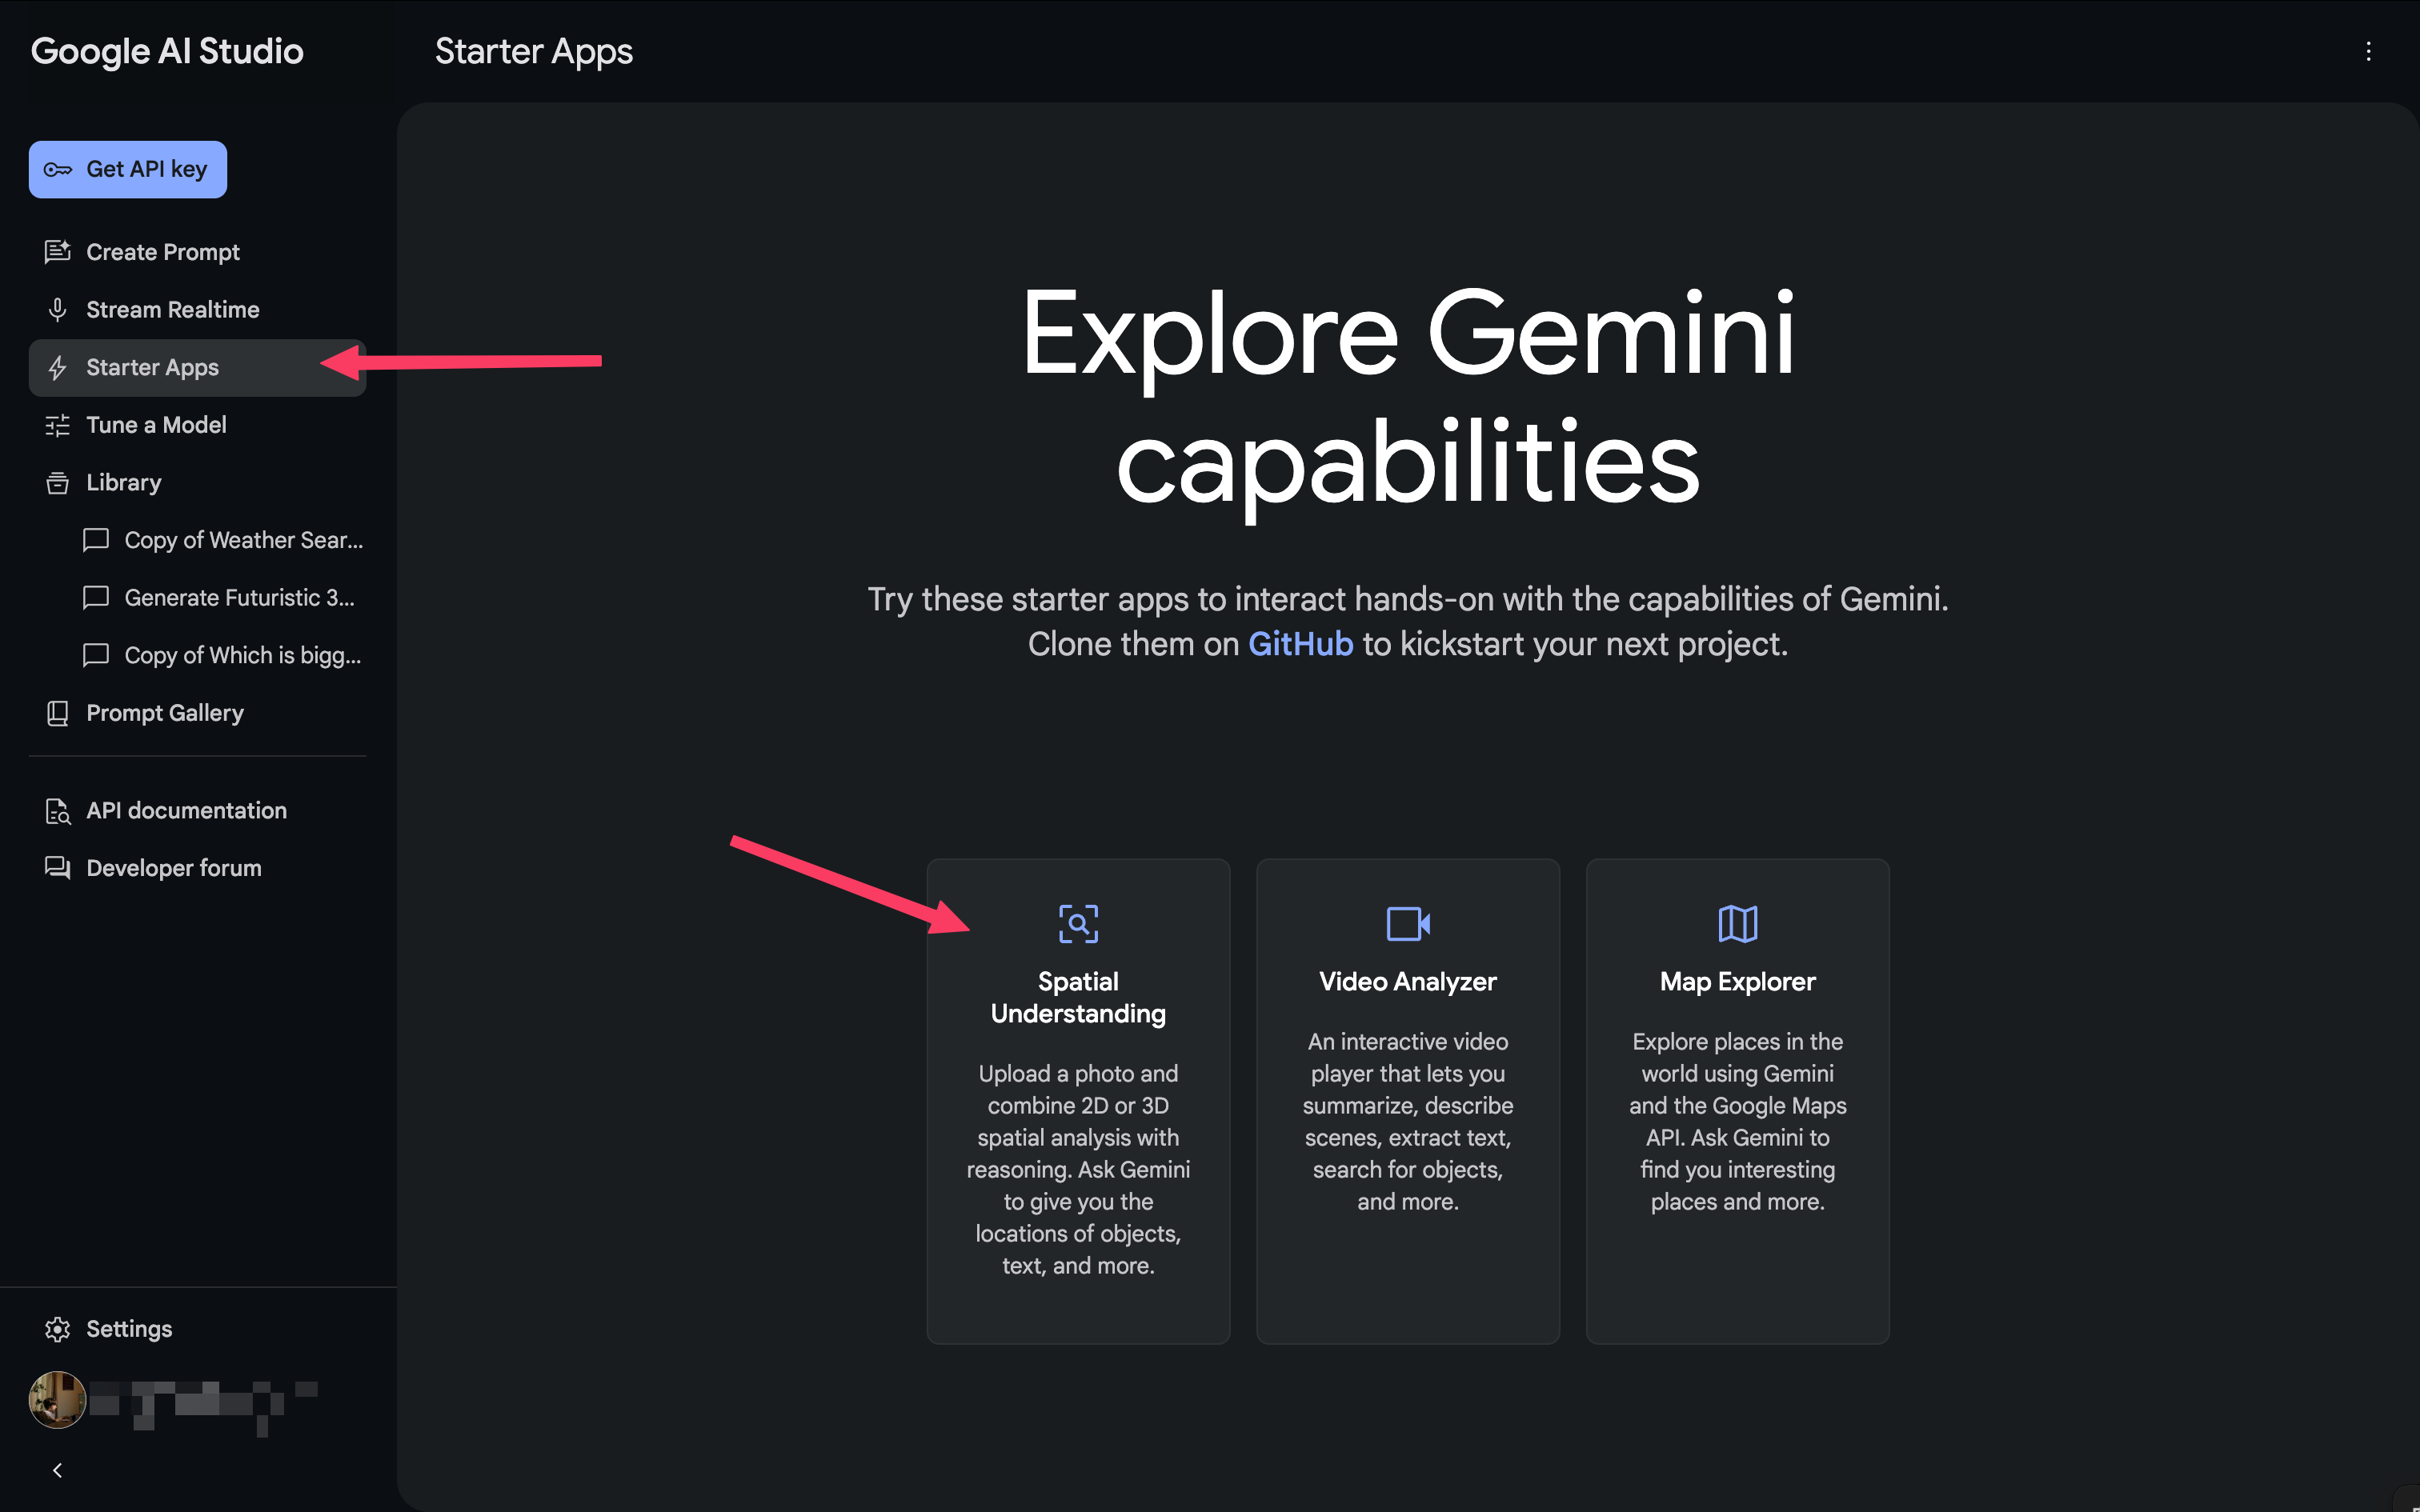 Google AI Studio
Starter Apps
Get API key
Create Prompt
Stream Realtime
Starter Apps
Tune a Model
Library
Copy of Weather Sear...
Generate Futuristic 3...
Copy of Which is bigg...
Prompt Gallery
API documentation
Developer forum
Settings
Explore Gemini
capabilities
Try these starter apps to interact hands-on with the capabilities of Gemini.
Clone them on GitHub to kickstart your next project.
Spatial
Understanding
Upload a photo and
combine 2D or 3D
spatial analysis with
reasoning. Ask Gemini
to give you the
locations of objects,
text, and more.
Video Analyzer
An interactive video
player that lets you
summarize, describe
scenes, extract text,
search for objects,
and more.
Map Explorer
Explore places in the
world using Gemini
and the Google Maps
API. Ask Gemini to
find you interesting
places and more.